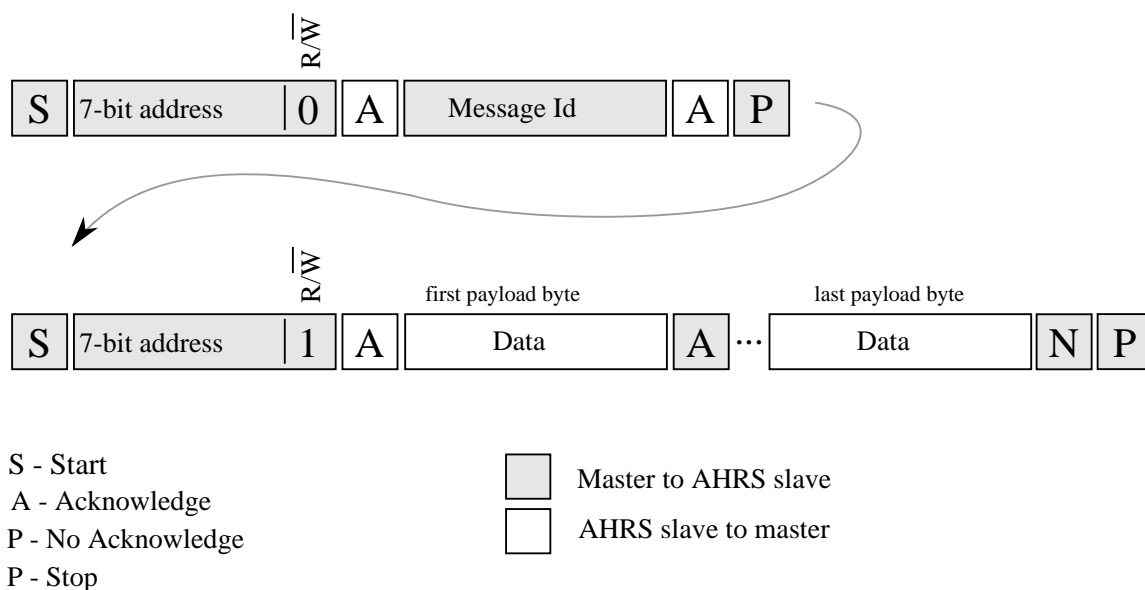 R/W
S 7-bit address 0 A Message Id A P
R/W
first payload byte last payload byte
S 7-bit address 1 A Data A ... Data N P
S - Start
A - Acknowledge
P - No Acknowledge
P - Stop
Master to AHRS slave
AHRS slave to master